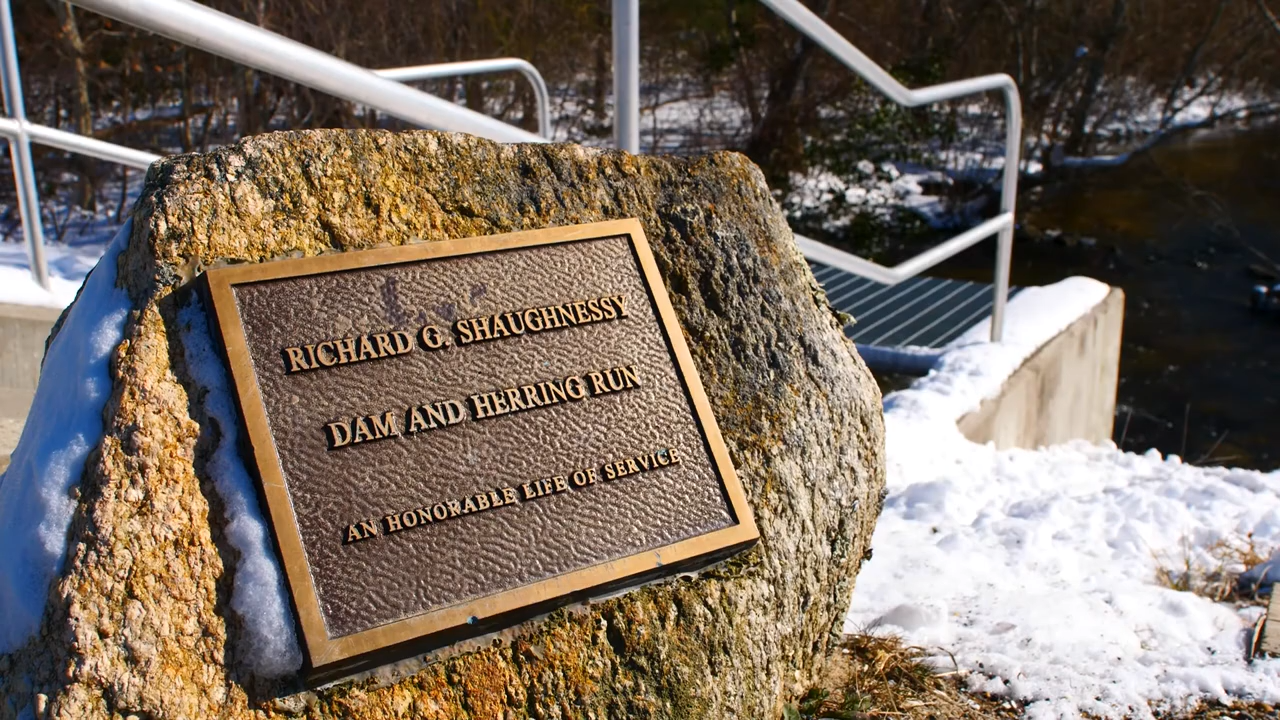 RICHARD G. SHAUGHNESSY
DAM AND HERRING RUN
AN HONORABLE LIFE OF SERVICE